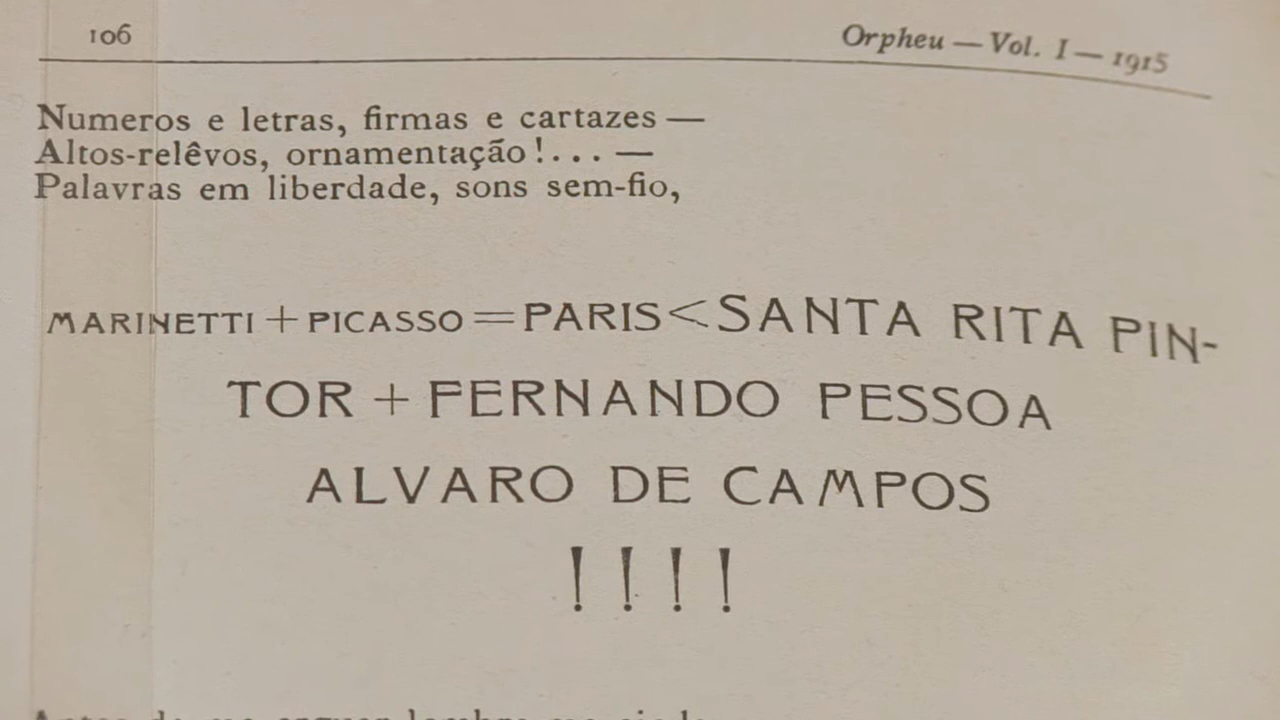 106
Orpheu — Vol. I — 1915
Numeros e letras, firmas e cartazes —
Altos-relêvos, ornamentação!... —
Palavras em liberdade, sons sem-fio,
MARINETTI + PICASSO = PARIS < SANTA RITA PIN-
TOR + FERNANDO PESSOA
ALVARO DE CAMPOS
! ! ! !